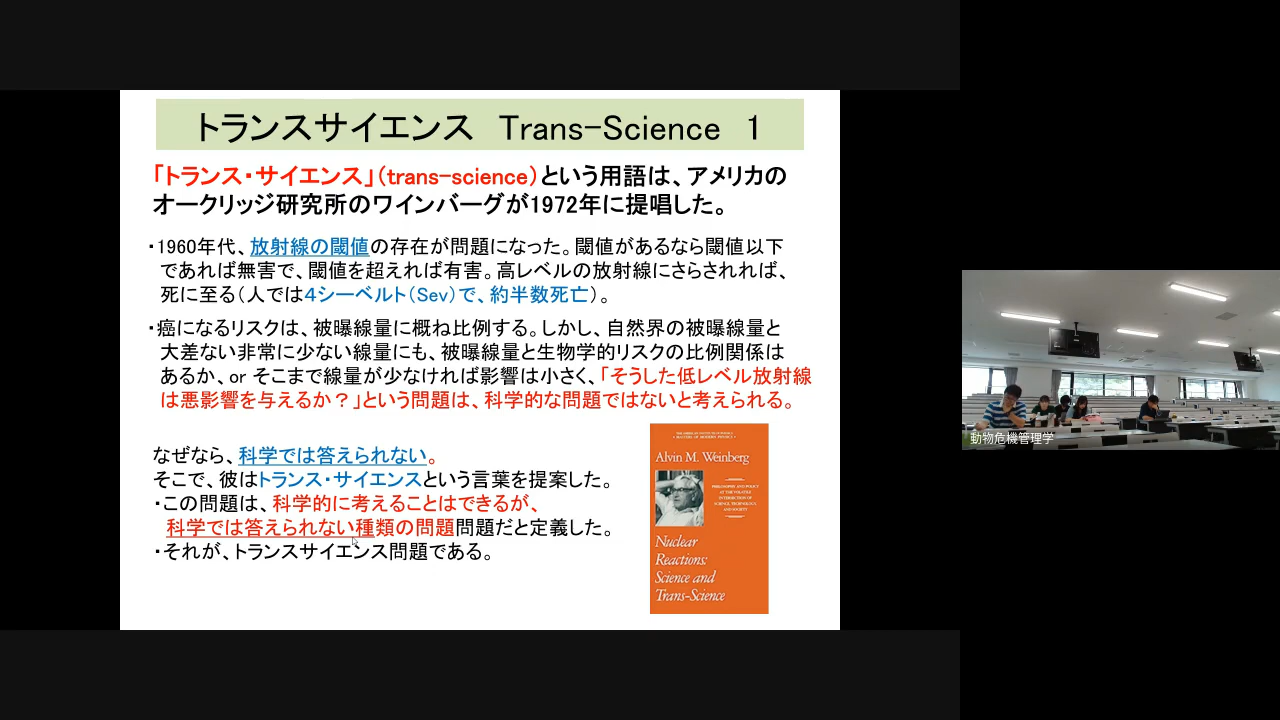 トランスサイエンス Trans-Science 1
「トランス・サイエンス」（trans-science）という用語は、アメリカの
オークリッジ研究所のワインバーグが1972年に提唱した。
・1960年代、放射線の閾値の存在が問題になった。閾値があるなら閾値以下
であれば無害で、閾値を超えれば有害。高レベルの放射線にさらされれば、
死に至る（人では４シーベルト（Sev）で、約半数死亡）。
・癌になるリスクは、被曝線量に概ね比例する。しかし、自然界の被曝線量と
大差ない非常に少ない線量にも、被曝線量と生物学的リスクの比例関係は
あるか、or そこまで線量が少なければ影響は小さく、「そうした低レベル放射線
は悪影響を与えるか？」という問題は、科学的な問題ではないと考えられる。
なぜなら、科学では答えられない。
そこで、彼はトランス・サイエンスという言葉を提案した。
・この問題は、科学的に考えることはできるが、
科学では答えられない種類の問題問題だと定義した。
・それが、トランスサイエンス問題である。
Alvin M. Weinberg
PHILOSOPHY AND POLICY
AT THE VOLATILE
INTERSECTION OF
SCIENCE, TECHNOLOGY,
AND SOCIETY
Nuclear
Reactions:
Science and
Trans-Science
動物危機管理学